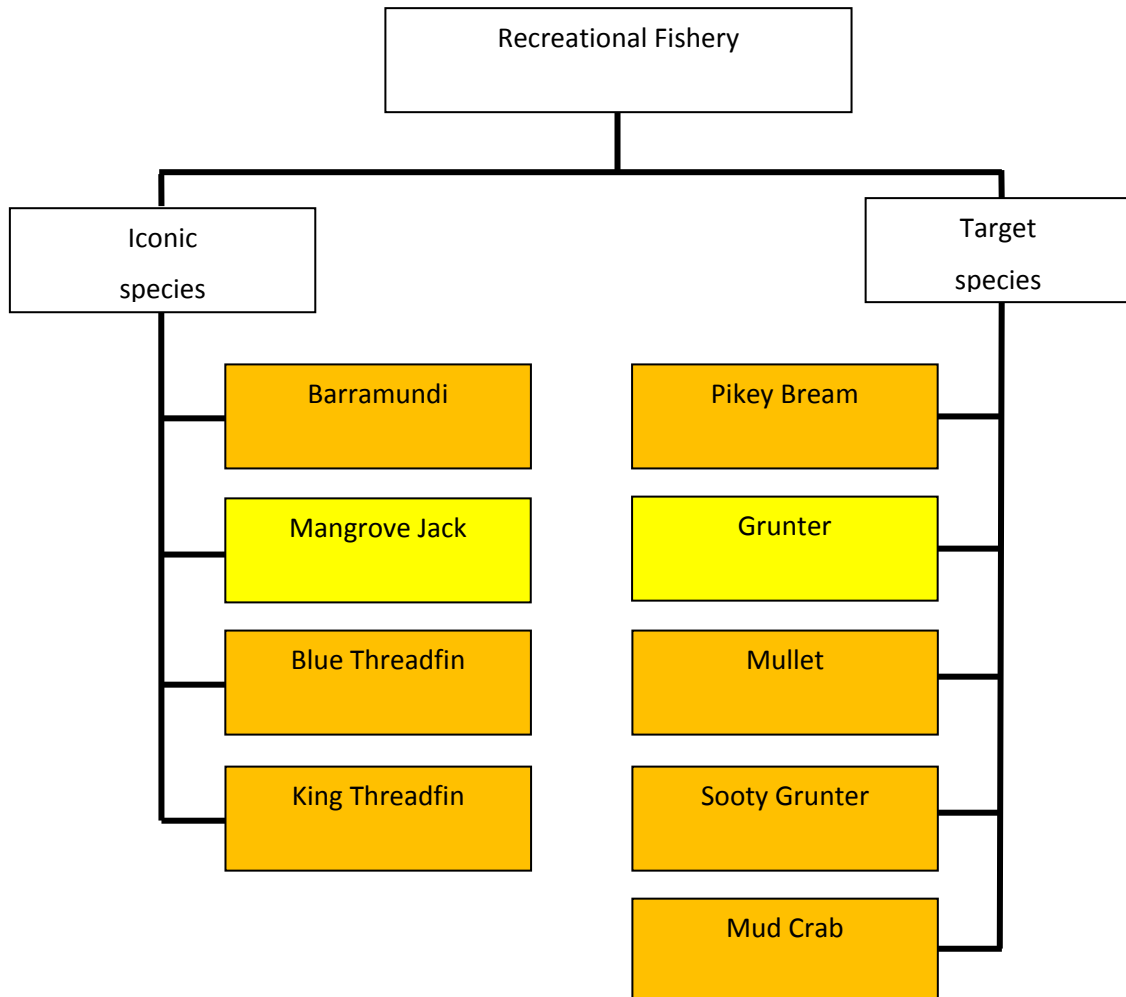 Recreational Fishery
Iconic
species
Target
species
Barramundi
Mangrove Jack
Blue Threadfin
King Threadfin
Pikey Bream
Grunter
Mullet
Sooty Grunter
Mud Crab